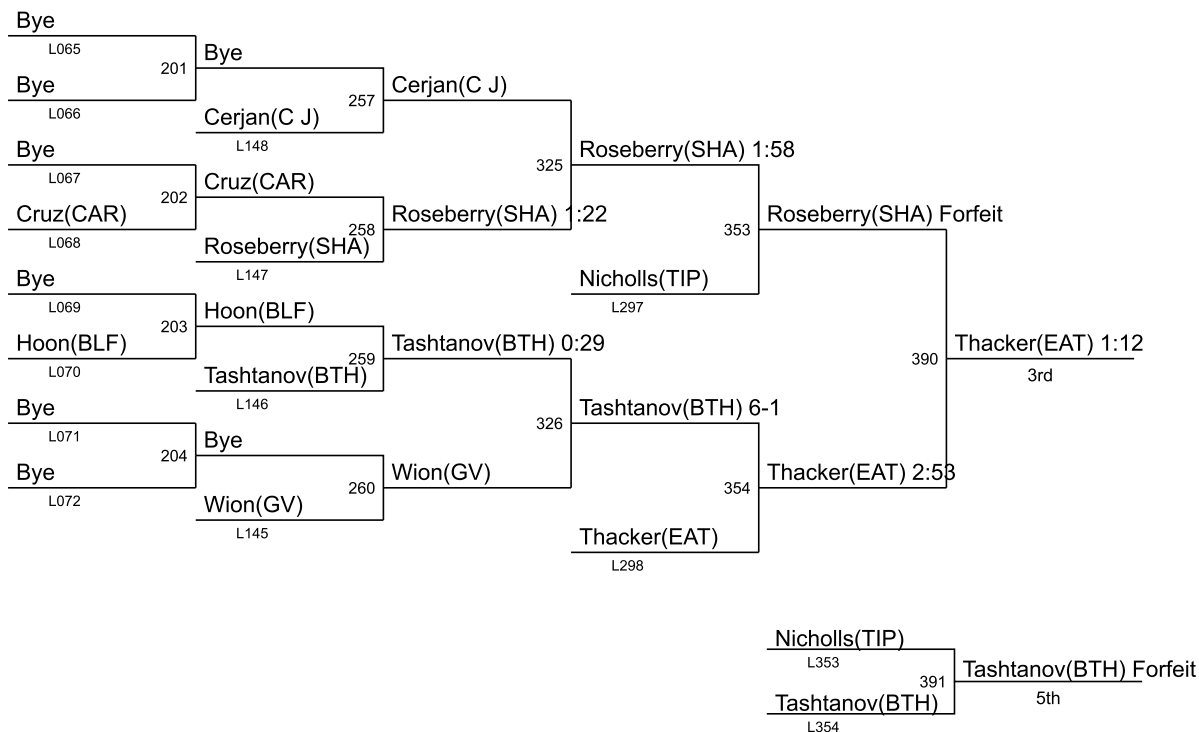 Bye
L065
201
Bye
L066
Bye
257
Cerjan(C J)
Cerjan(C J)
L148
Bye
L067
202
Cruz(CAR)
Cruz(CAR)
L068
325
Roseberry(SHA) 1:58
258
Roseberry(SHA) 1:22
Roseberry(SHA)
L147
353
Roseberry(SHA) Forfeit
Nicholls(TIP)
L297
Bye
L069
203
Hoon(BLF)
Hoon(BLF)
L070
259
Tashtanov(BTH) 0:29
Tashtanov(BTH)
L146
390
Thacker(EAT) 1:12
3rd
Bye
L071
204
Bye
Bye
L072
326
Tashtanov(BTH) 6-1
260
Wion(GV)
Wion(GV)
L145
354
Thacker(EAT) 2:53
Thacker(EAT)
L298
Nicholls(TIP)
L353
391
Tashtanov(BTH) Forfeit
5th
Tashtanov(BTH)
L354